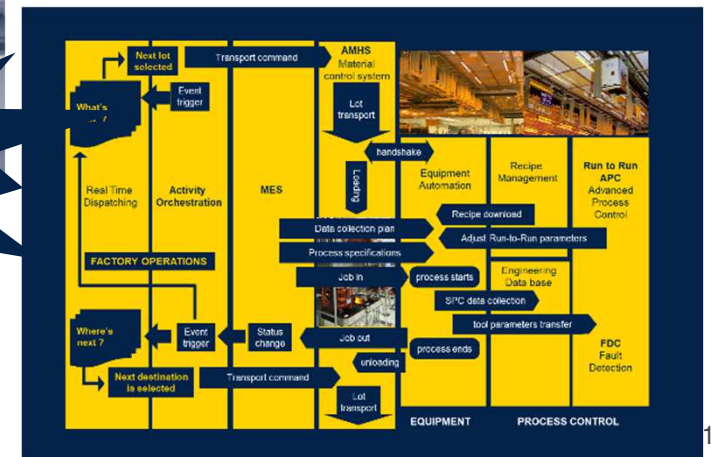 Next lot
selected
Transport command
AMHS
Material
control system
What's
?
Event
trigger
Lot
transport
handshake
Real Time
Dispatching
Activity
Orchestration
MES
Loading
Equipment
Automation
Recipe
Management
Run to Run
APC
Advanced
Process
Control
Recipe download
Data collection plan
Adjust Run-to-Run parameters
Process specifications
FACTORY OPERATIONS
Job In
process starts
Engineering
Data base
SPC data collection
tool parameters transfer
Where's
next ?
Event
trigger
Status
change
Job out
process ends
FDC
Fault
Detection
unloading
Next destination
is selected
Transport command
Lot
transport
EQUIPMENT
PROCESS CONTROL
1